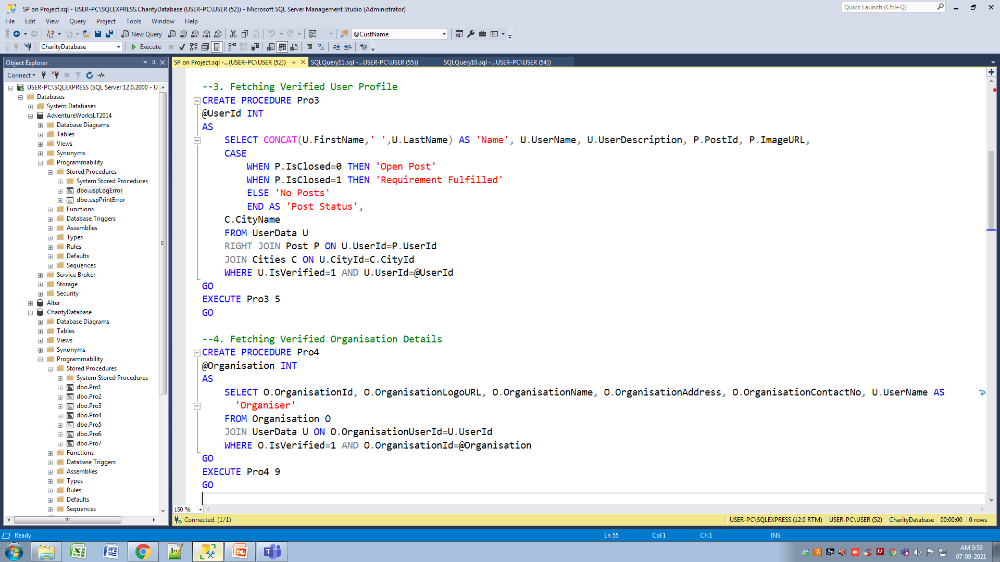 SP on Project.sql - USER-PC\SQLEXPRESS.CharityDatabase (USER-PC\USER (52)) - Microsoft SQL Server Management Studio (Administrator)
Quick Launch (Ctrl+Q)
File Edit View Query Project Tools Window Help
New Query
MDX DMX XMLA DAX
@CustName
CharityDatabase
Execute
Object Explorer
SP on Project.sql -...(USER-PC\USER (52))
SQLQuery11.sql -...USER-PC\USER (55))
SQLQuery10.sql -...USER-PC\USER (54))
Connect
USER-PC\SQLEXPRESS (SQL Server 12.0.2000 - U
Databases
System Databases
AdventureWorksLT2014
Database Diagrams
Tables
Views
Synonyms
Programmability
Stored Procedures
System Stored Procedures
dbo.uspLogError
dbo.uspPrintError
Functions
Database Triggers
Assemblies
Types
Rules
Defaults
Sequences
Service Broker
Storage
Security
Alter
CharityDatabase
Database Diagrams
Tables
Views
Synonyms
Programmability
Stored Procedures
System Stored Procedures
dbo.Pro1
dbo.Pro2
dbo.Pro3
dbo.Pro4
dbo.Pro5
dbo.Pro6
dbo.Pro7
Functions
Database Triggers
Assemblies
Types
Rules
Defaults
Sequences
--3. Fetching Verified User Profile
CREATE PROCEDURE Pro3
@UserId INT
AS
SELECT CONCAT(U.FirstName,' ',U.LastName) AS 'Name', U.UserName, U.UserDescription, P.PostId, P.ImageURL,
CASE
WHEN P.IsClosed=0 THEN 'Open Post'
WHEN P.IsClosed=1 THEN 'Requirement Fulfilled'
ELSE 'No Posts'
END AS 'Post Status',
C.CityName
FROM UserData U
RIGHT JOIN Post P ON U.UserId=P.UserId
JOIN Cities C ON U.CityId=C.CityId
WHERE U.IsVerified=1 AND U.UserId=@UserId
GO
EXECUTE Pro3 5
GO
--4. Fetching Verified Organisation Details
CREATE PROCEDURE Pro4
@Organisation INT
AS
SELECT O.OrganisationId, O.OrganisationLogoURL, O.OrganisationName, O.OrganisationAddress, O.OrganisationContactNo, U.UserName AS
'Organiser'
FROM Organisation O
JOIN UserData U ON O.OrganisationUserId=U.UserId
WHERE O.IsVerified=1 AND O.OrganisationId=@Organisation
GO
EXECUTE Pro4 9
GO
150 %
Connected. (1/1)
USER-PC\SQLEXPRESS (12.0 RTM)
USER-PC\USER (52)
CharityDatabase
00:00:00
0 rows
Ready
Ln 55
Col 1
Ch 1
INS
AM 9:59
07-09-2021